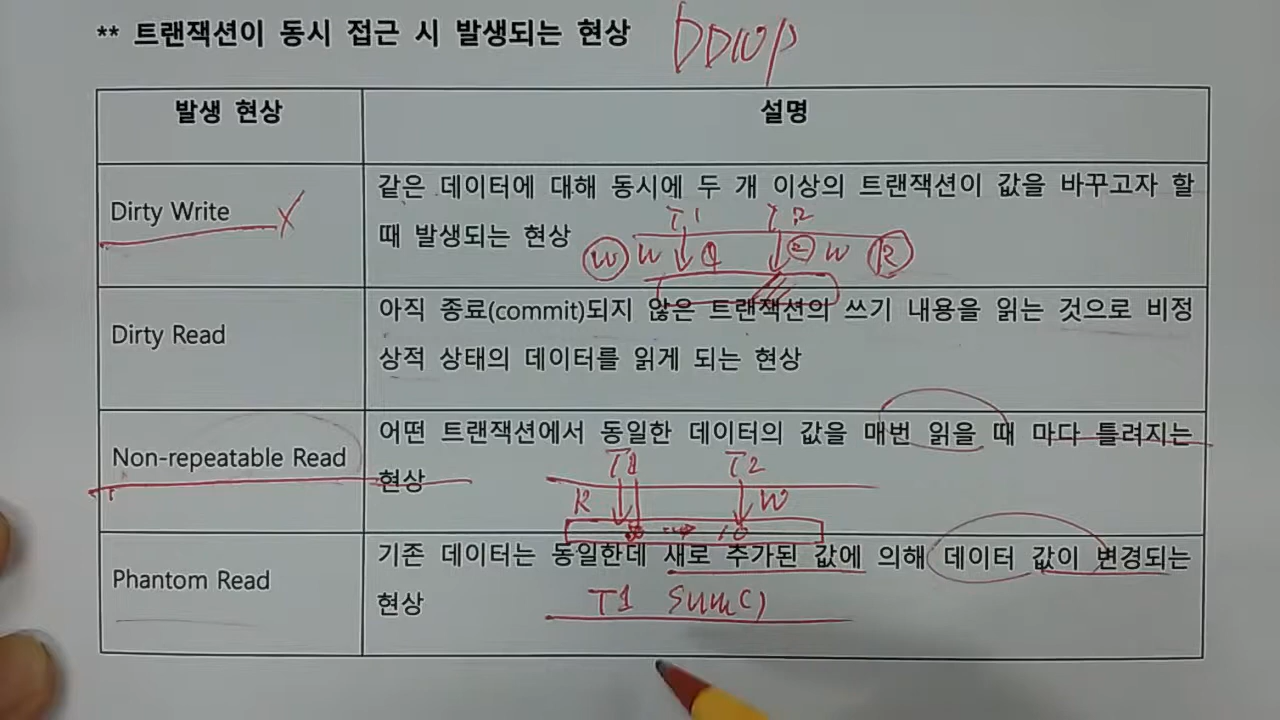 ** 트랜잭션이 동시 접근 시 발생되는 현상
발생 현상
설명
Dirty Write
X
같은 데이터에 대해 동시에 두 개 이상의 트랜잭션이 값을 바꾸고자 할
때 발생되는 현상
T1 T2
W W ② W R
Dirty Read
아직 종료(commit)되지 않은 트랜잭션의 쓰기 내용을 읽는 것으로 비정
상적 상태의 데이터를 읽게 되는 현상
Non-repeatable Read
어떤 트랜잭션에서 동일한 데이터의 값을 매번 읽을 때 마다 틀려지는
현상
T1 T2
R W
Phantom Read
기존 데이터는 동일한데 새로 추가된 값에 의해 데이터 값이 변경되는
현상
T1 Sum()